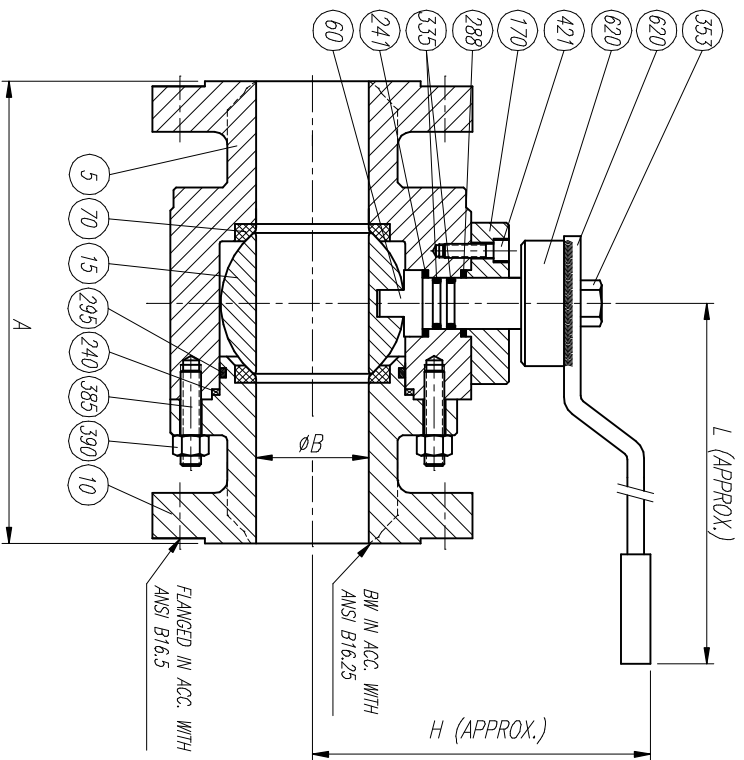 60
241
335
288
170
421
620
620
353
5
70
15
295
240
385
390
10
A
øB
L (APPROX.)
H (APPROX.)
BW IN ACC. WITH
ANSI B16.25
FLANGED IN ACC. WITH
ANSI B16.5